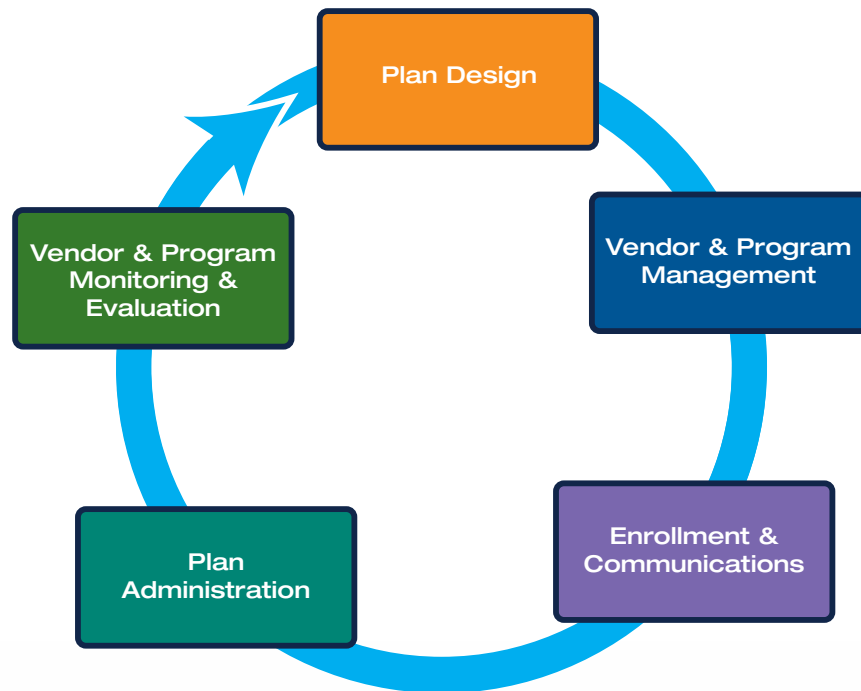 Plan Design
Vendor & Program
Management
Enrollment &
Communications
Plan
Administration
Vendor & Program
Monitoring &
Evaluation